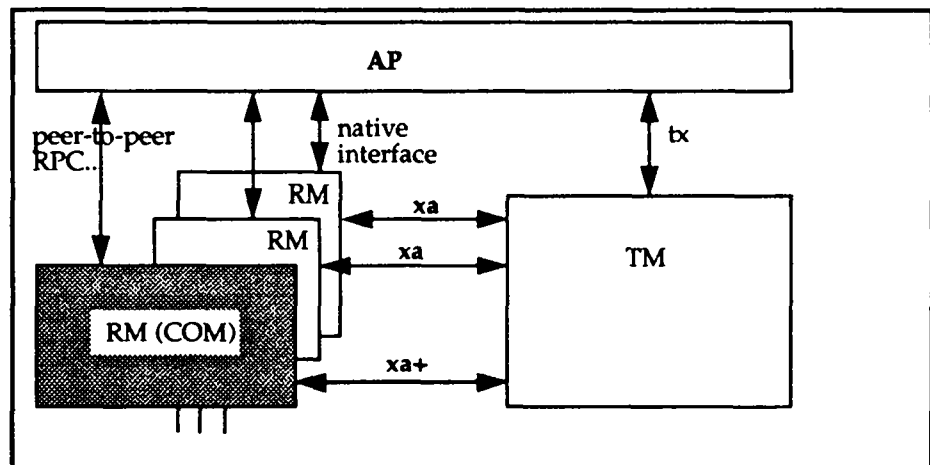 AP
peer-to-peer
RPC..
native
interface
tx
RM
xa
RM
xa
TM
RM (COM)
xa+